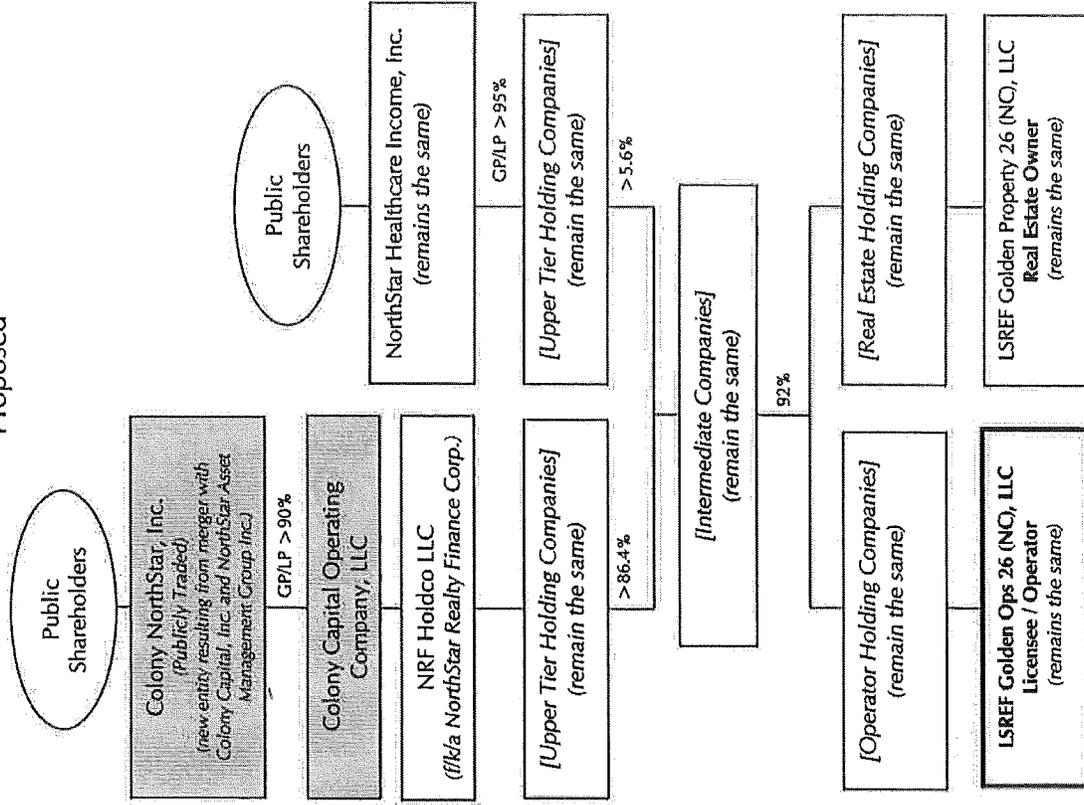 Proposed
Public
Shareholders
Colony NorthStar, Inc.
(Publicly Traded)
(new entity resulting from merger with
Colony Capital, Inc. and NorthStar Asset
Management Group Inc.)
GP/LP >90%
Colony Capital Operating
Company, LLC
NRF Holdco LLC
(f/k/a NorthStar Realty Finance Corp.)
[Upper Tier Holding Companies]
(remain the same)
>86.4%
Public
Shareholders
NorthStar Healthcare Income, Inc.
(remains the same)
GP/LP >95%
[Upper Tier Holding Companies]
(remain the same)
>5.6%
[Intermediate Companies]
(remain the same)
92%
[Operator Holding Companies]
(remain the same)
LSREF Golden Ops 26 (NC), LLC
Licensee / Operator
(remains the same)
[Real Estate Holding Companies]
(remain the same)
LSREF Golden Property 26 (NC), LLC
Real Estate Owner
(remains the same)